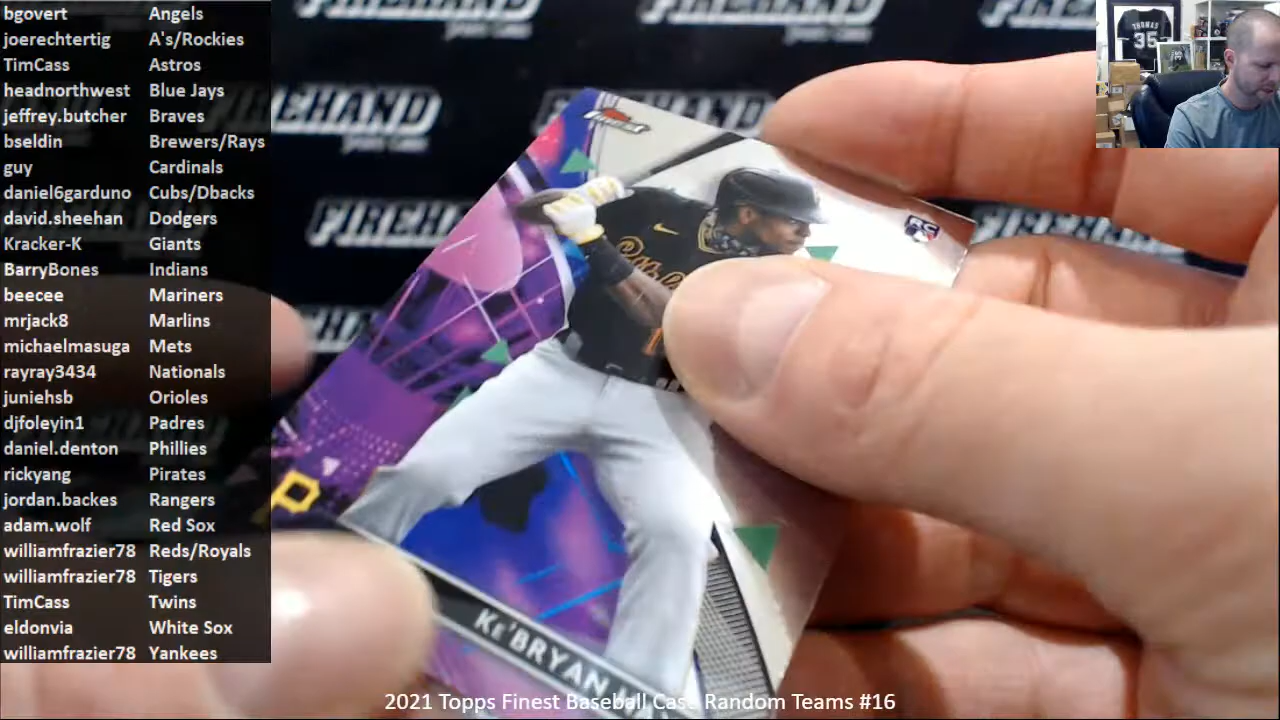 bgovert Angels
joerechtertig A's/Rockies
TimCass Astros
headnorthwest Blue Jays
jeffrey.butcher Braves
bseldin Brewers/Rays
guy Cardinals
daniel6garduno Cubs/Dbacks
david.sheehan Dodgers
Kracker-K Giants
BarryBones Indians
beecee Mariners
mrjack8 Marlins
michaelmasuga Mets
rayray3434 Nationals
juniehsb Orioles
djfoleyin1 Padres
daniel.denton Phillies
rickyang Pirates
jordan.backes Rangers
adam.wolf Red Sox
williamfrazier78 Reds/Royals
williamfrazier78 Tigers
TimCass Twins
eldonvia White Sox
williamfrazier78 Yankees
FIREHAND
FIREHAND
FIREHAND
THOMAS
35
Finest
RC
P
KE'BRYAN
2021 Topps Finest Baseball Case Random Teams #16